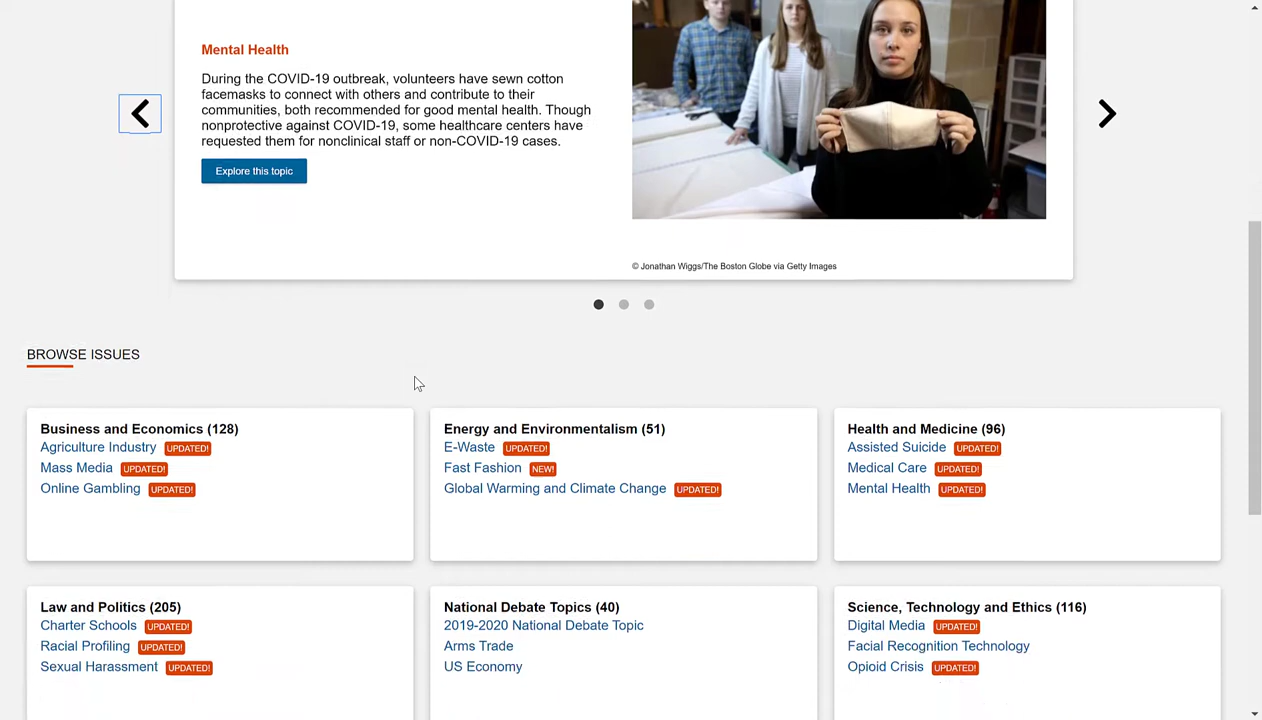 Mental Health
During the COVID-19 outbreak, volunteers have sewn cotton
facemasks to connect with others and contribute to their
communities, both recommended for good mental health. Though
nonprotective against COVID-19, some healthcare centers have
requested them for nonclinical staff or non-COVID-19 cases.
Explore this topic
© Jonathan Wiggs/The Boston Globe via Getty Images
BROWSE ISSUES
Business and Economics (128)
Agriculture Industry UPDATED!
Mass Media UPDATED!
Online Gambling UPDATED!
Energy and Environmentalism (51)
E-Waste UPDATED!
Fast Fashion NEW!
Global Warming and Climate Change UPDATED!
Health and Medicine (96)
Assisted Suicide UPDATED!
Medical Care UPDATED!
Mental Health UPDATED!
Law and Politics (205)
Charter Schools UPDATED!
Racial Profiling UPDATED!
Sexual Harassment UPDATED!
National Debate Topics (40)
2019-2020 National Debate Topic
Arms Trade
US Economy
Science, Technology and Ethics (116)
Digital Media UPDATED!
Facial Recognition Technology
Opioid Crisis UPDATED!